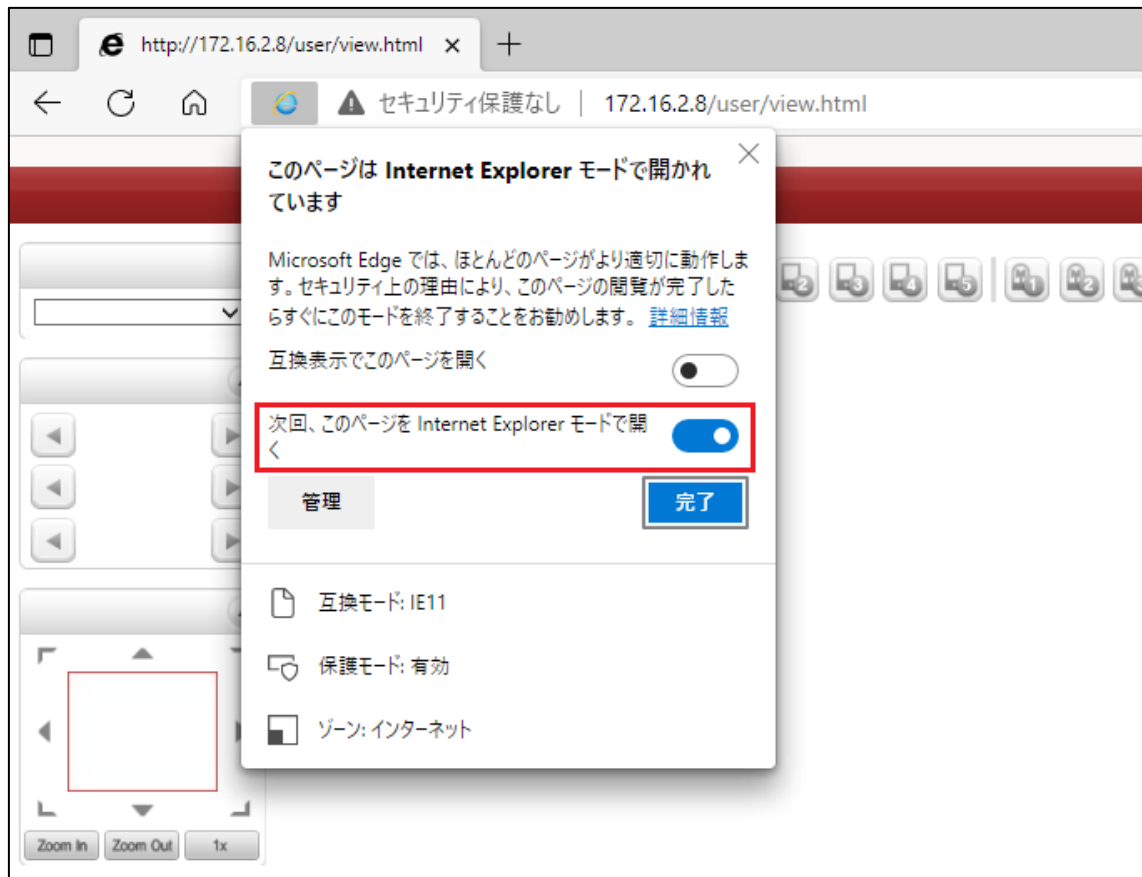 http://172.16.2.8/user/view.html
セキュリティ保護なし | 172.16.2.8/user/view.html
このページは Internet Explorer モードで開かれ
ています
Microsoft Edge では、ほとんどのページがより適切に動作しま
す。セキュリティ上の理由により、このページの閲覧が完了した
らすぐにこのモードを終了することをお勧めします。 詳細情報
互換表示でこのページを開く
次回、このページを Internet Explorer モードで開
く
管理
完了
互換モード: IE11
保護モード: 有効
ゾーン: インターネット
2 3 4 5 1 2
Zoom In Zoom Out 1x